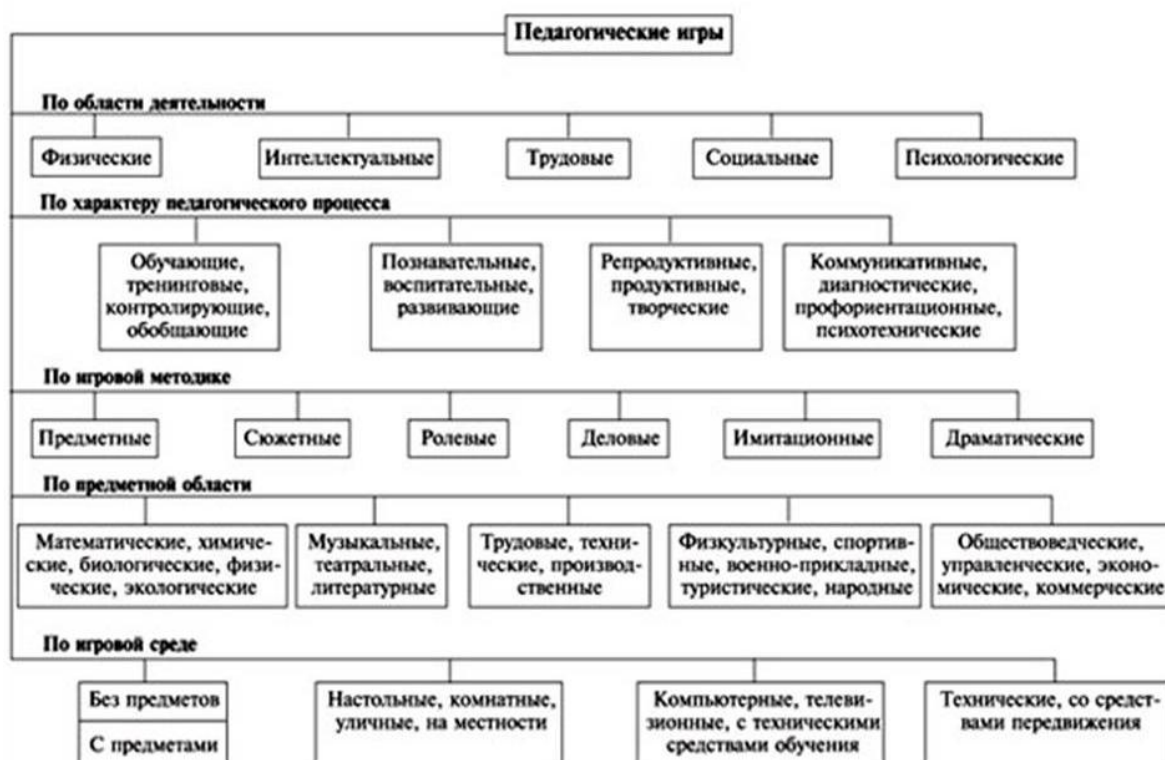 Педагогические игры
По области деятельности
Физические
Интеллектуальные
Трудовые
Социальные
Психологические
По характеру педагогического процесса
Обучающие,
тренинговые,
контролирующие,
обобщающие
Познавательные,
воспитательные,
развивающие
Репродуктивные,
продуктивные,
творческие
Коммуникативные,
диагностические,
профориентационные,
психотехнические
По игровой методике
Предметные
Сюжетные
Ролевые
Деловые
Имитационные
Драматические
По предметной области
Математические, химиче-
ские, биологические, физи-
ческие, экологические
Музыкальные,
театральные,
литературные
Трудовые, техни-
ческие, производ-
ственные
Физкультурные, спортив-
ные, военно-прикладные,
туристические, народные
Обществоведческие,
управленческие, эконо-
мические, коммерческие
По игровой среде
Без предметов
С предметами
Настольные, комнатные,
уличные, на местности
Компьютерные, телеви-
зионные, с техническими
средствами обучения
Технические, со средст-
вами передвижения